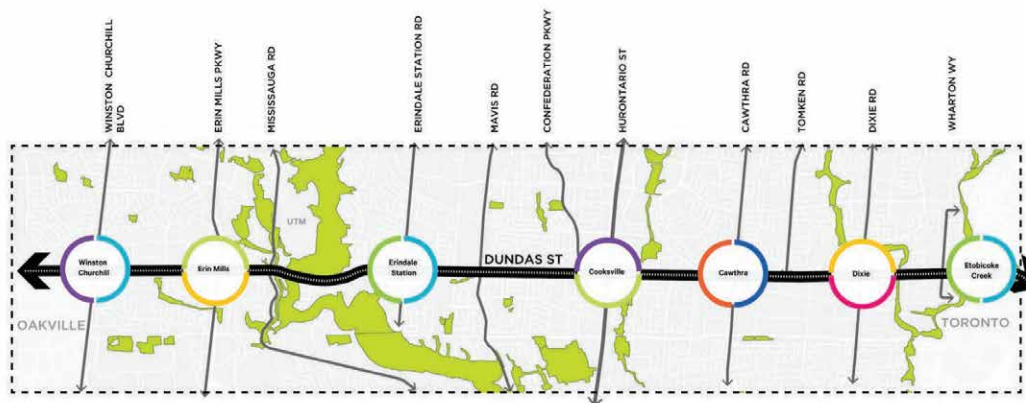 WINSTON CHURCHILL
BLVD
ERIN MILLS PKWY
MISSISSAUGA RD
ERINDALE STATION RD
MAVIS RD
CONFEDERATION PKWY
HURONTARIO ST
CAWTHRA RD
TOMKEN RD
DIXIE RD
WHARTON WY
UTM
DUNDAS ST
Winston
Churchill
Erin Mills
Erindale
Station
Cooksville
Cawthra
Dixie
Etobicoke
Creek
OAKVILLE
TORONTO